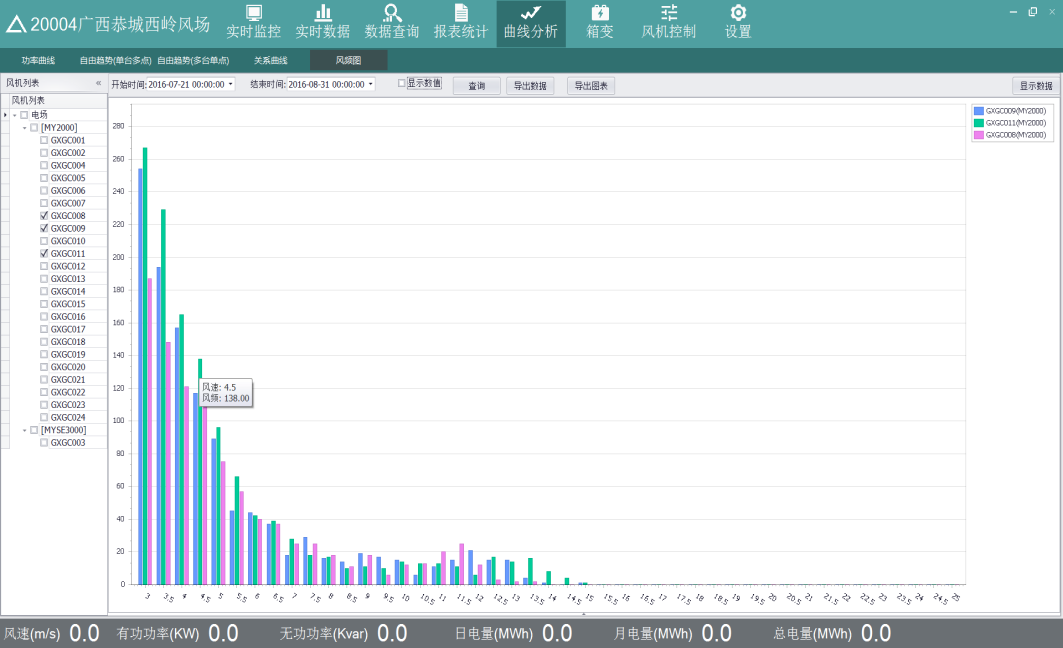 20004广西恭城西岭风场
实时监控 实时数据 数据查询 报表统计 曲线分析 箱变 风机控制 设置
功率曲线 自由趋势(单台多点) 自由趋势(多台单点) 关系曲线 风频图
风机列表 «
开始时间: 2016-07-21 00:00:00 结束时间: 2016-08-31 00:00:00 显示数值 查询 导出数据 导出图表 显示数据
风机列表
电场
[MY2000]
GXGC001
GXGC002
GXGC004
GXGC005
GXGC006
GXGC007
GXGC008
GXGC009
GXGC010
GXGC011
GXGC012
GXGC013
GXGC014
GXGC015
GXGC016
GXGC017
GXGC018
GXGC019
GXGC020
GXGC021
GXGC022
GXGC023
GXGC024
[MYSE3000]
GXGC003
280
260
240
220
200
180
160
140
120
100
80
60
40
20
0
3 3.5 4 4.5 5 5.5 6 6.5 7 7.5 8 8.5 9 9.5 10 10.5 11 11.5 12 12.5 13 13.5 14 14.5 15 15.5 16 16.5 17 17.5 18 18.5 19 19.5 20 20.5 21 21.5 22 22.5 23 23.5 24 24.5 25
风速: 4.5
风频: 138.00
GXGC009(MY2000)
GXGC011(MY2000)
GXGC008(MY2000)
风速(m/s) 0.0 有功功率(KW) 0.0 无功功率(Kvar) 0.0 日电量(MWh) 0.0 月电量(MWh) 0.0 总电量(MWh) 0.0